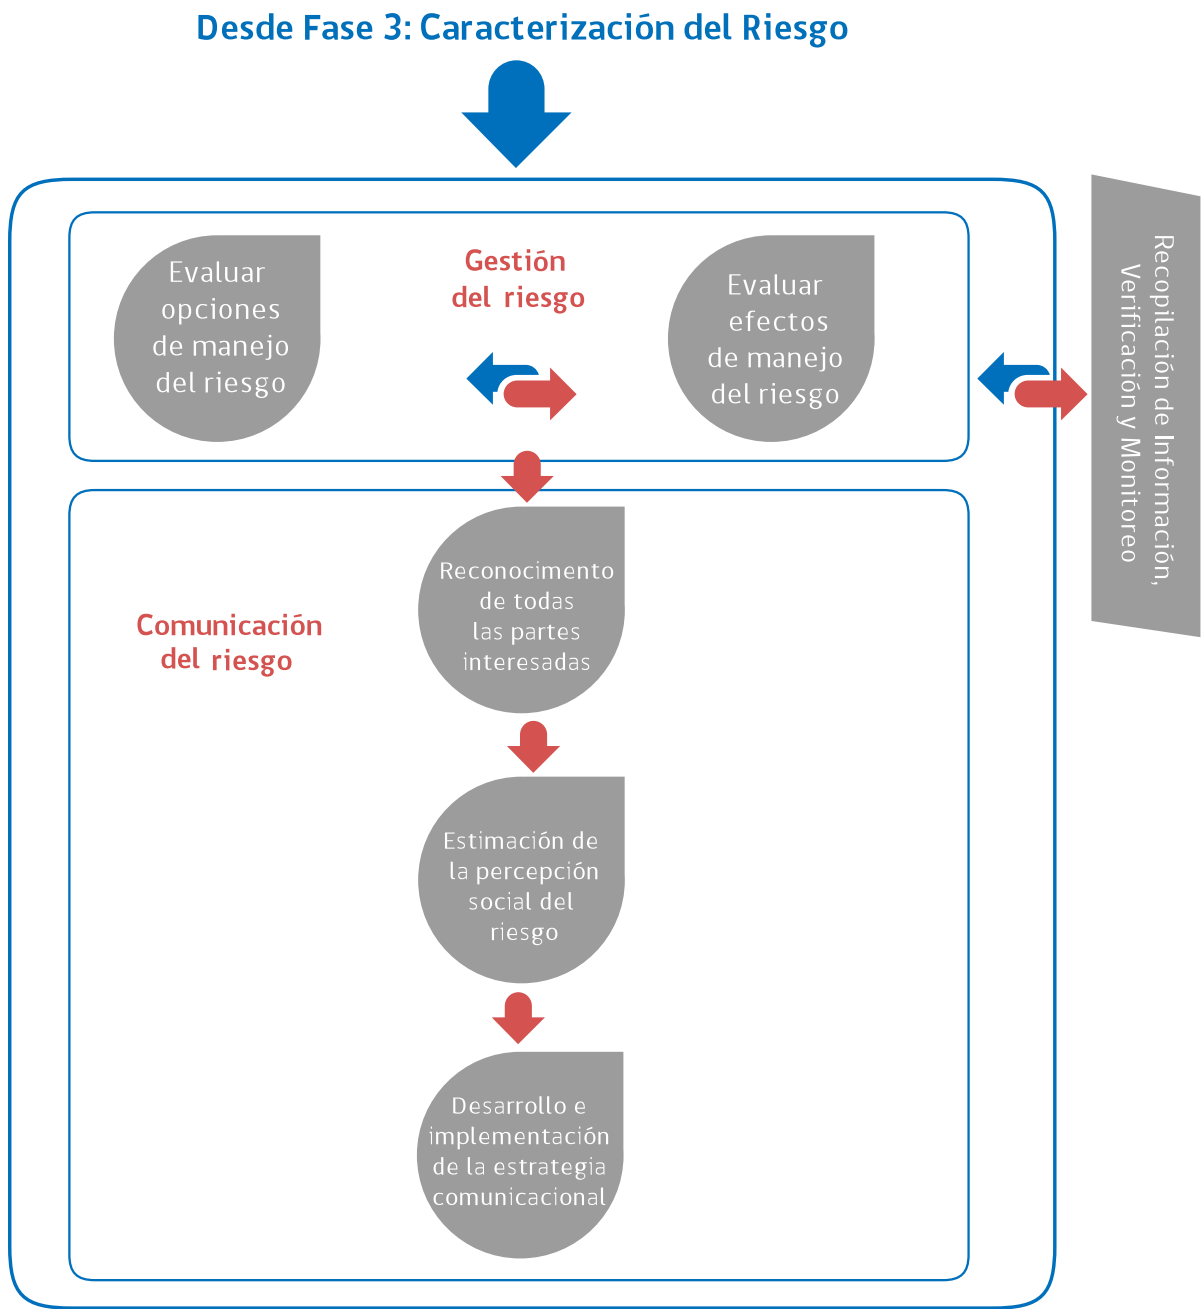 Desde Fase 3: Caracterización del Riesgo
Evaluar
opciones
de manejo
del riesgo
Gestión
del riesgo
Evaluar
efectos
de manejo
del riesgo
Recopilación de Información,
Verificación y Monitoreo
Comunicación
del riesgo
Reconocimento
de todas
las partes
interesadas
Estimación de
la percepción
social del
riesgo
Desarrollo e
implementación
de la estrategia
comunicacional